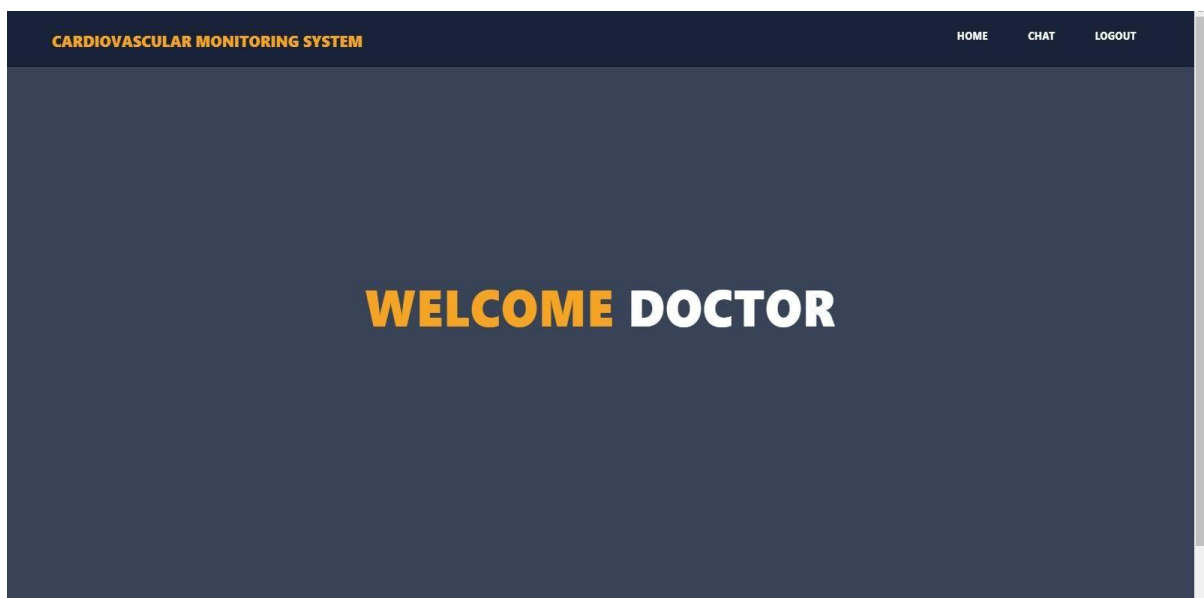 CARDIOVASCULAR MONITORING SYSTEM
HOME CHAT LOGOUT
WELCOME DOCTOR